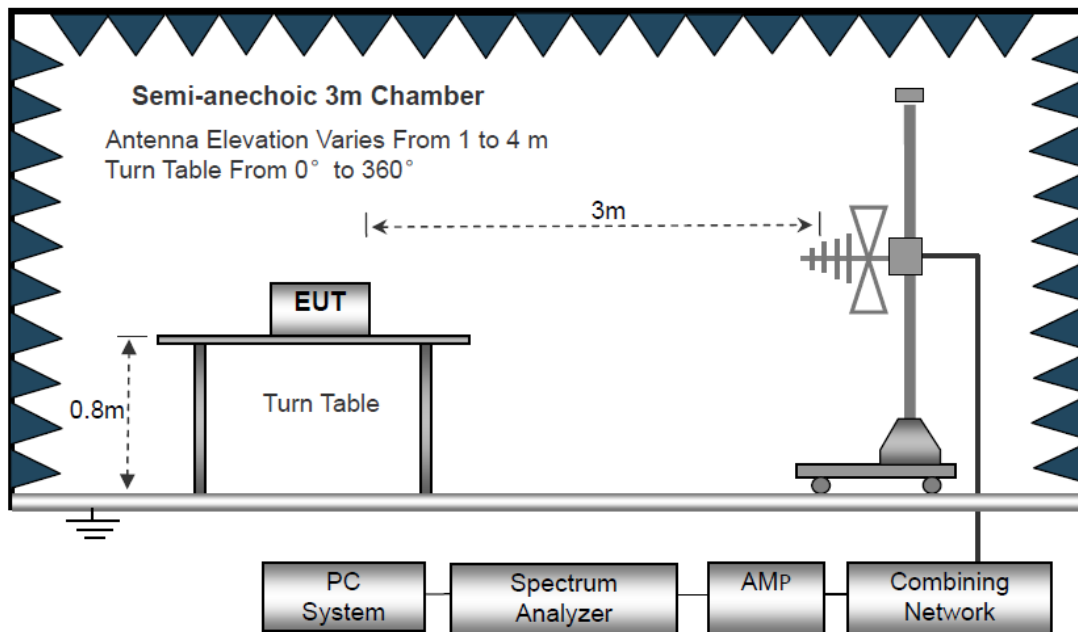 Semi-anechoic 3m Chamber
Antenna Elevation Varies From 1 to 4 m
Turn Table From 0° to 360°
3m
EUT
0.8m
Turn Table
PC
System
Spectrum
Analyzer
AMP
Combining
Network